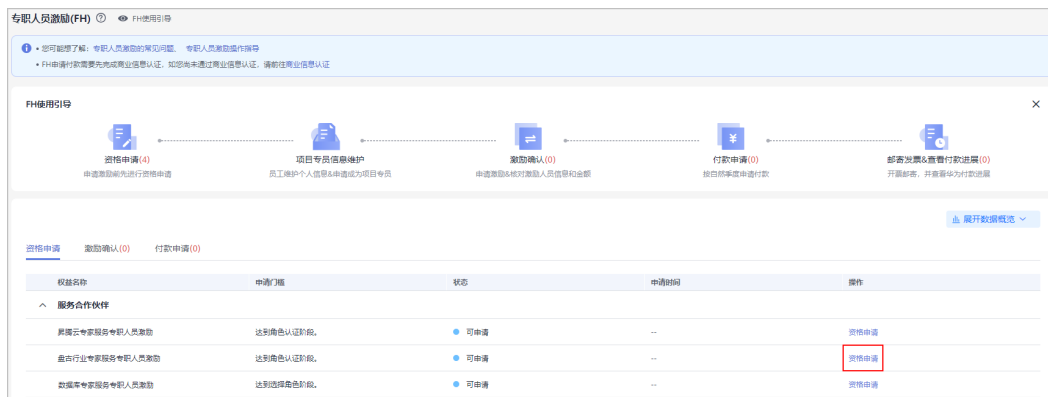 专职人员激励(FH) FH使用引导
• 您可能想了解：专职人员激励的常见问题、 专职人员激励操作指导
• FH申请付款需要先完成商业信息认证，如您尚未通过商业信息认证，请前往商业信息认证
FH使用引导
资格申请(4) 项目专员信息维护 激励确认(0) 付款申请(0) 邮寄发票&查看付款进展(0)
申请激励前先进行资格申请 员工维护个人信息&申请成为项目专员 申请激励&核对激励人员信息和金额 按自然季度申请付款 开票邮寄，并查看华为付款进展
展开数据概览
资格申请 激励确认(0) 付款申请(0)
权益名称 申请门槛 状态 申请时间 操作
服务合作伙伴
昇腾云专家服务专职人员激励 达到角色认证阶段。 可申请 -- 资格申请
盘古行业专家服务专职人员激励 达到角色认证阶段。 可申请 -- 资格申请
数据库专家服务专职人员激励 达到选择角色阶段。 可申请 -- 资格申请